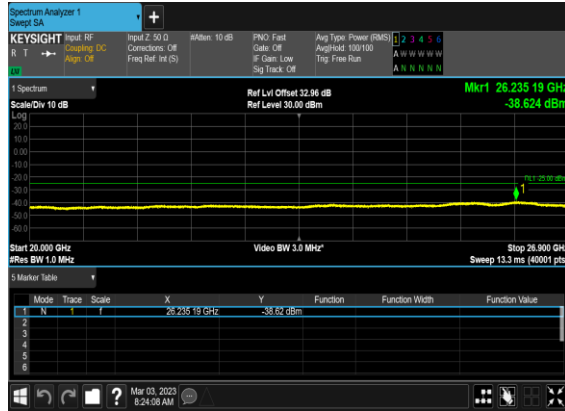 Spectrum Analyzer 1
Swept SA
+
KEYSIGHT Input: RF Input Z: 50 Ω #Atten: 10 dB PNO: Fast Avg Type: Power (RMS) 1 2 3 4 5 6
R T Coupling: DC Corrections: Off Gate: Off Avg|Hold: 100/100 A W W W W W
Align: Off Freq Ref: Int (S) IF Gain: Low Trig: Free Run
LW Sig Track: Off A N N N N N
1 Spectrum Ref Lvl Offset 32.96 dB Mkr1 26.235 19 GHz
Scale/Div 10 dB Ref Level 30.00 dBm -38.624 dBm
Log
20.0
10.0
0.00
-10.0
-20.0 DL1 -25.00 dBm
-30.0 1
-40.0
-50.0
-60.0
Start 20.000 GHz Video BW 3.0 MHz* Stop 26.900 GHz
#Res BW 1.0 MHz Sweep 13.3 ms (40001 pts
5 Marker Table
Mode Trace Scale X Y Function Function Width Function Value
1 N 1 f 26.235 19 GHz -38.62 dBm
2
3
4
5
6
? Mar 03, 2023
8:24:08 AM